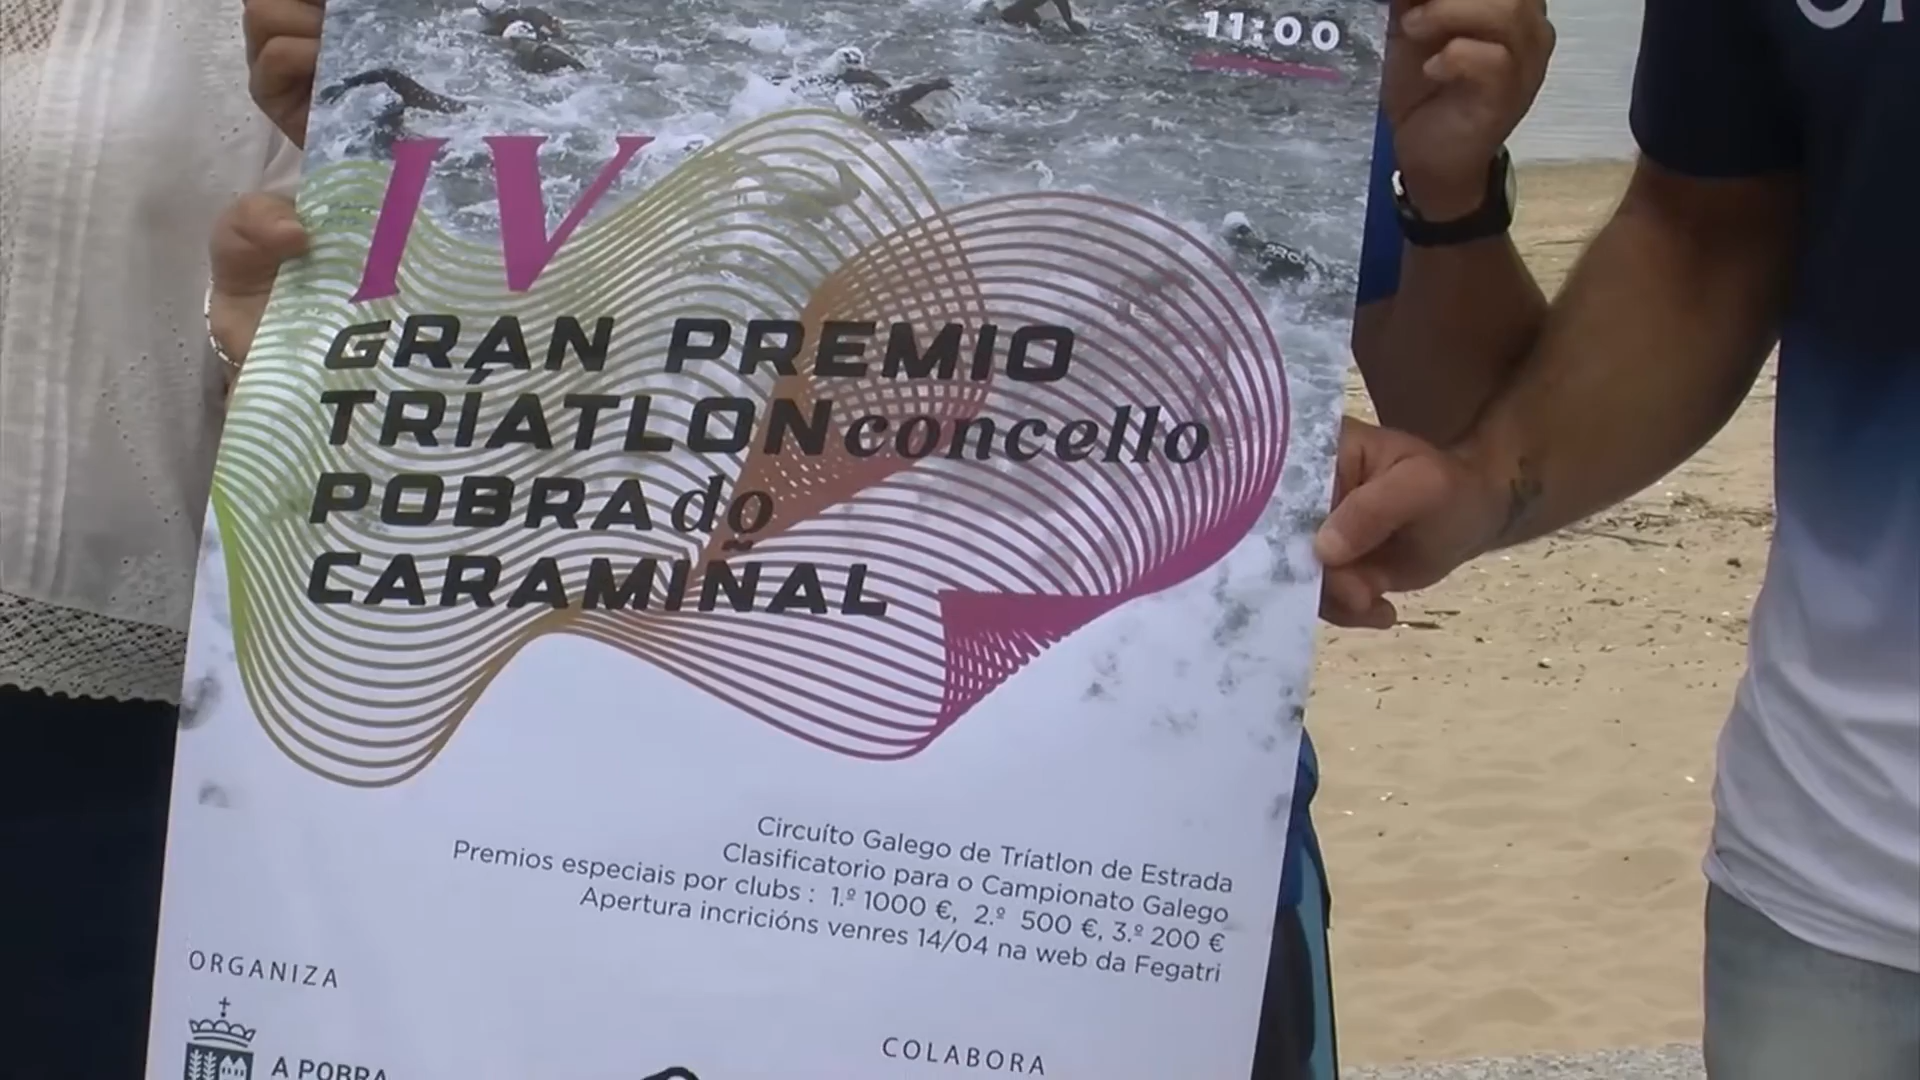 11:00
IV
GRAN PREMIO
TRÍATLON concello
POBRA do
CARAMIÑAL
Circuíto Galego de Tríatlon de Estrada
Clasificatorio para o Campionato Galego
Premios especiais por clubs : 1.º 1000 €, 2.º 500 €, 3.º 200 €
Apertura incricións venres 14/04 na web da Fegatri
ORGANIZA
A POBRA
COLABORA